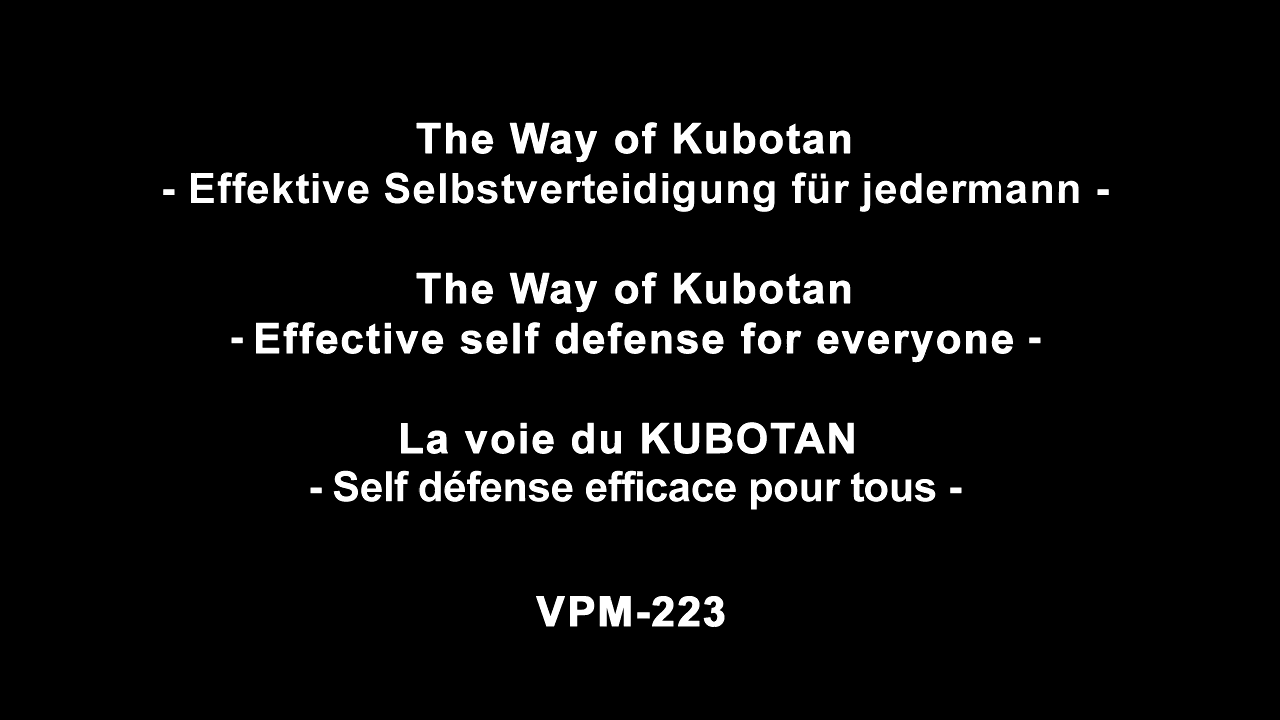 The Way of Kubotan
- Effektive Selbstverteidigung für jedermann -
The Way of Kubotan
- Effective self defense for everyone -
La voie du KUBOTAN
- Self défense efficace pour tous -
VPM-223